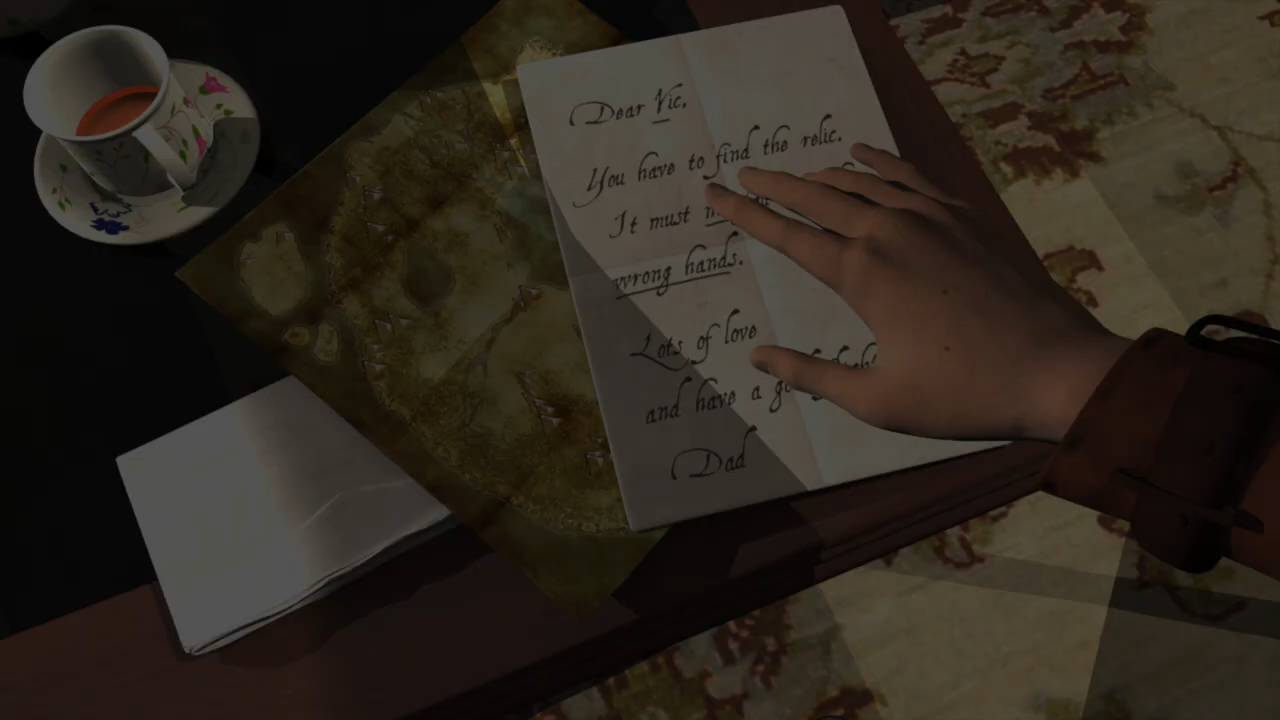 Dear Vic,
You have to find the relic.
It must
wrong hands.
Lots of love
and have a
Dad